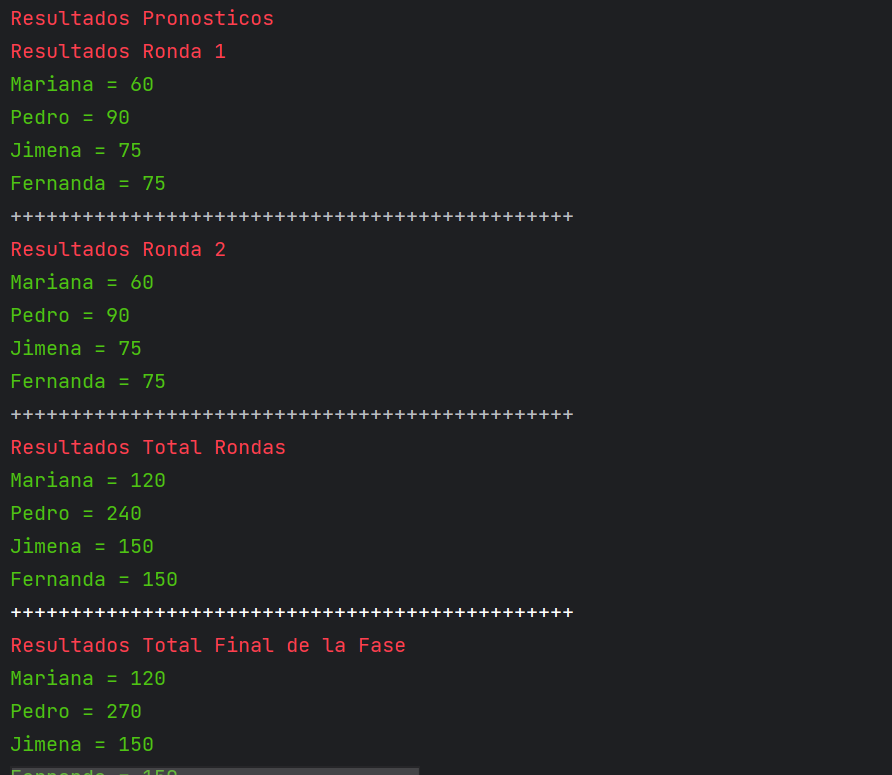 Resultados Pronosticos
Resultados Ronda 1
Mariana = 60
Pedro = 90
Jimena = 75
Fernanda = 75
+++++++++++++++++++++++++++++++++++++++++++++++
Resultados Ronda 2
Mariana = 60
Pedro = 90
Jimena = 75
Fernanda = 75
+++++++++++++++++++++++++++++++++++++++++++++++
Resultados Total Rondas
Mariana = 120
Pedro = 240
Jimena = 150
Fernanda = 150
+++++++++++++++++++++++++++++++++++++++++++++++
Resultados Total Final de la Fase
Mariana = 120
Pedro = 270
Jimena = 150
Fernanda = 150